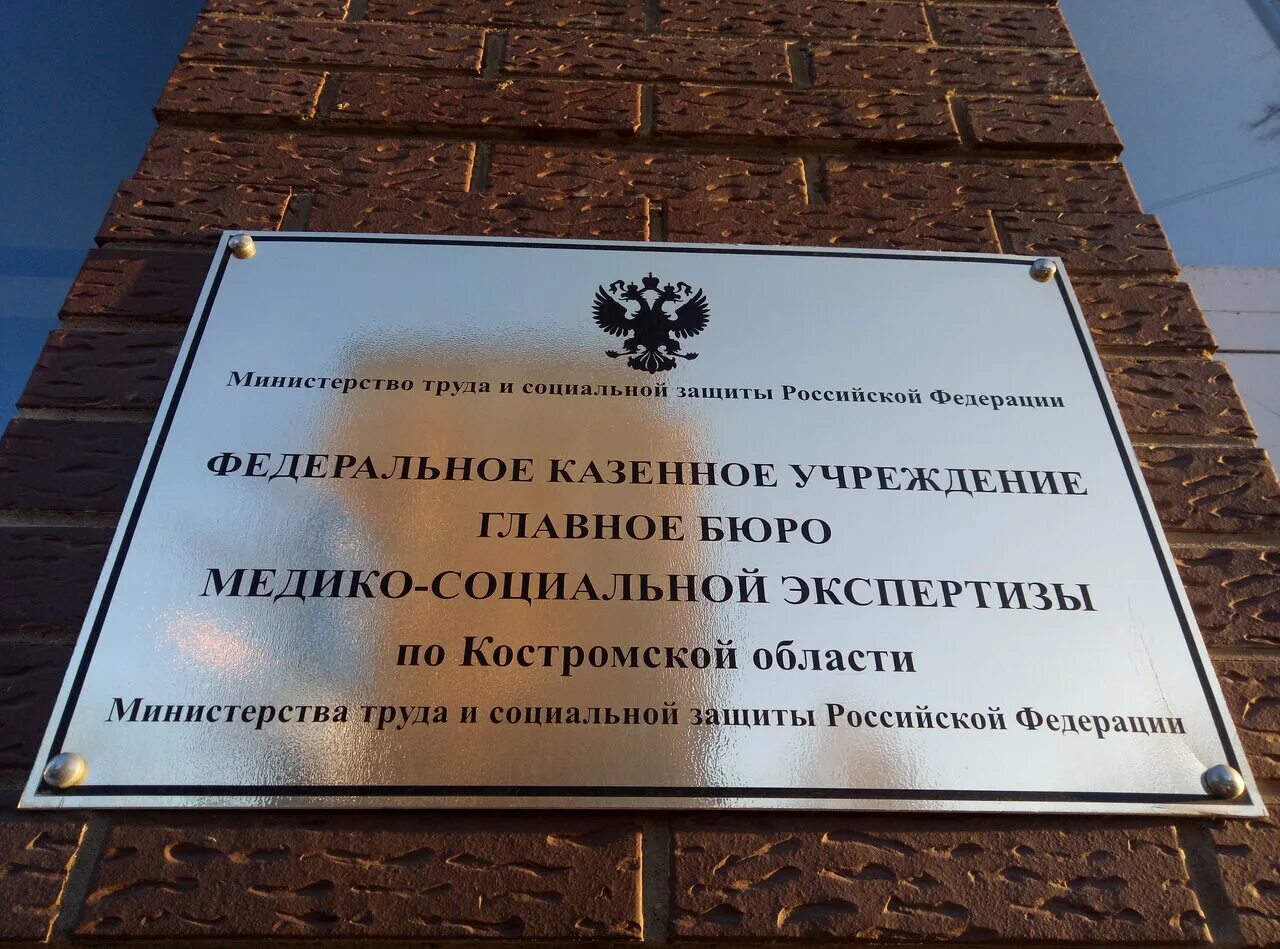 Министерство труда и социальной защиты Российской Федерации
ФЕДЕРАЛЬНОЕ КАЗЕННОЕ УЧРЕЖДЕНИЕ
ГЛАВНОЕ БЮРО
МЕДИКО-СОЦИАЛЬНОЙ ЭКСПЕРТИЗЫ
по Костромской области
Министерства труда и социальной защиты Российской Федерации